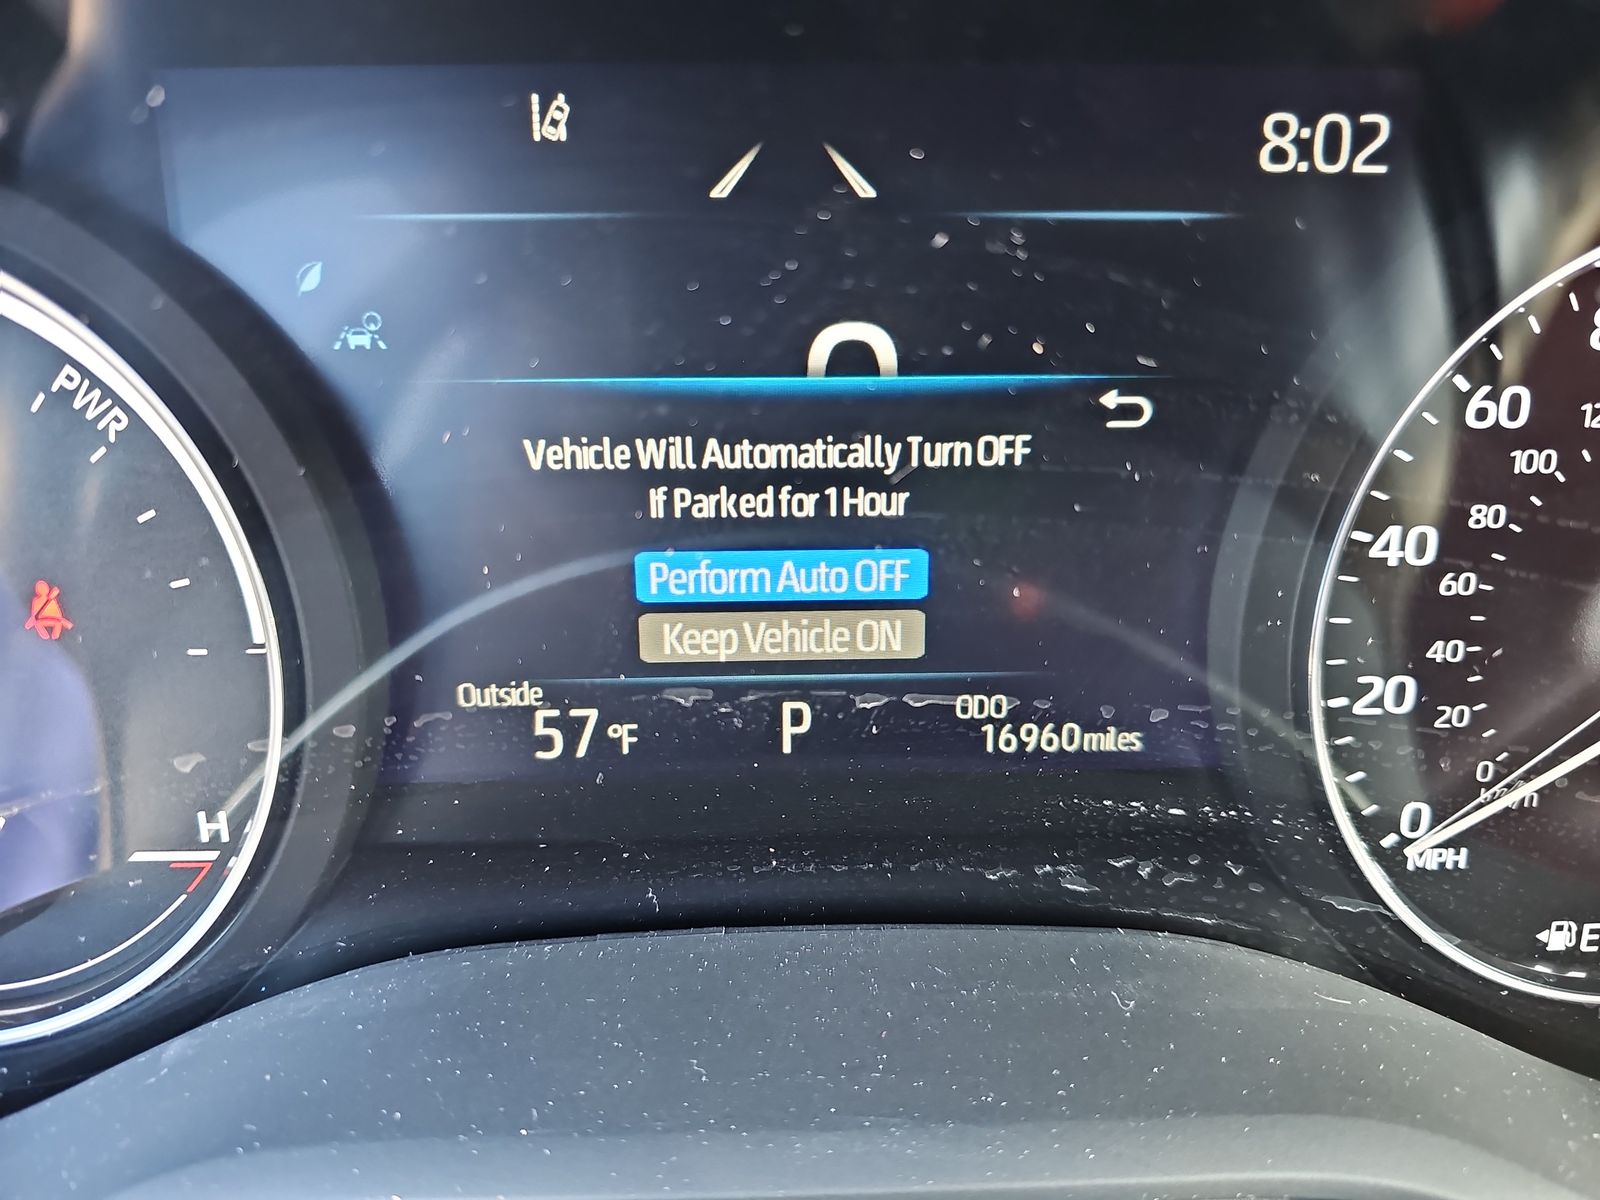 8:02
PWR
Vehicle Will Automatically Turn OFF
If Parked for 1 Hour
Perform Auto OFF
Keep Vehicle ON
Outside
57 °F
P
ODO
16960 miles
H
60
100
80
40
60
40
20
20
0
km/h
0
MPH
E